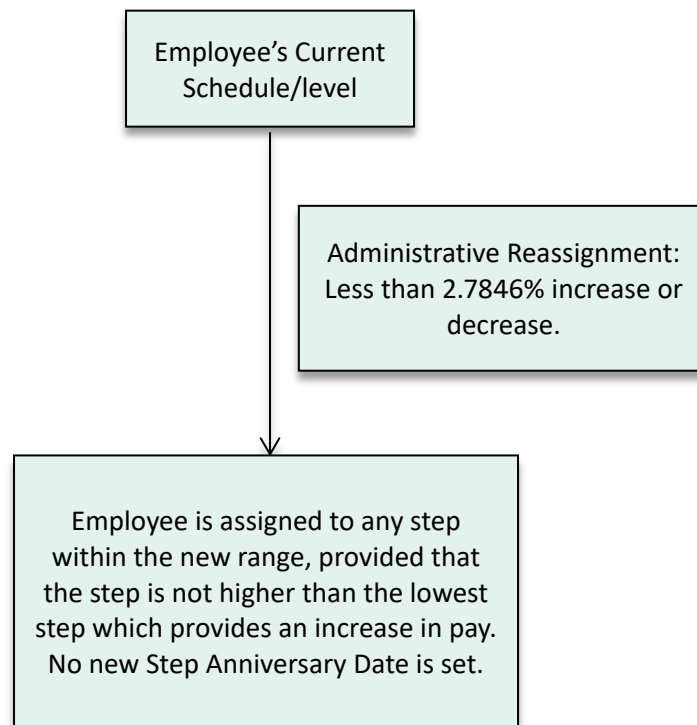 Employee’s Current
Schedule/level
Administrative Reassignment:
Less than 2.7846% increase or
decrease.
Employee is assigned to any step
within the new range, provided that
the step is not higher than the lowest
step which provides an increase in pay.
No new Step Anniversary Date is set.